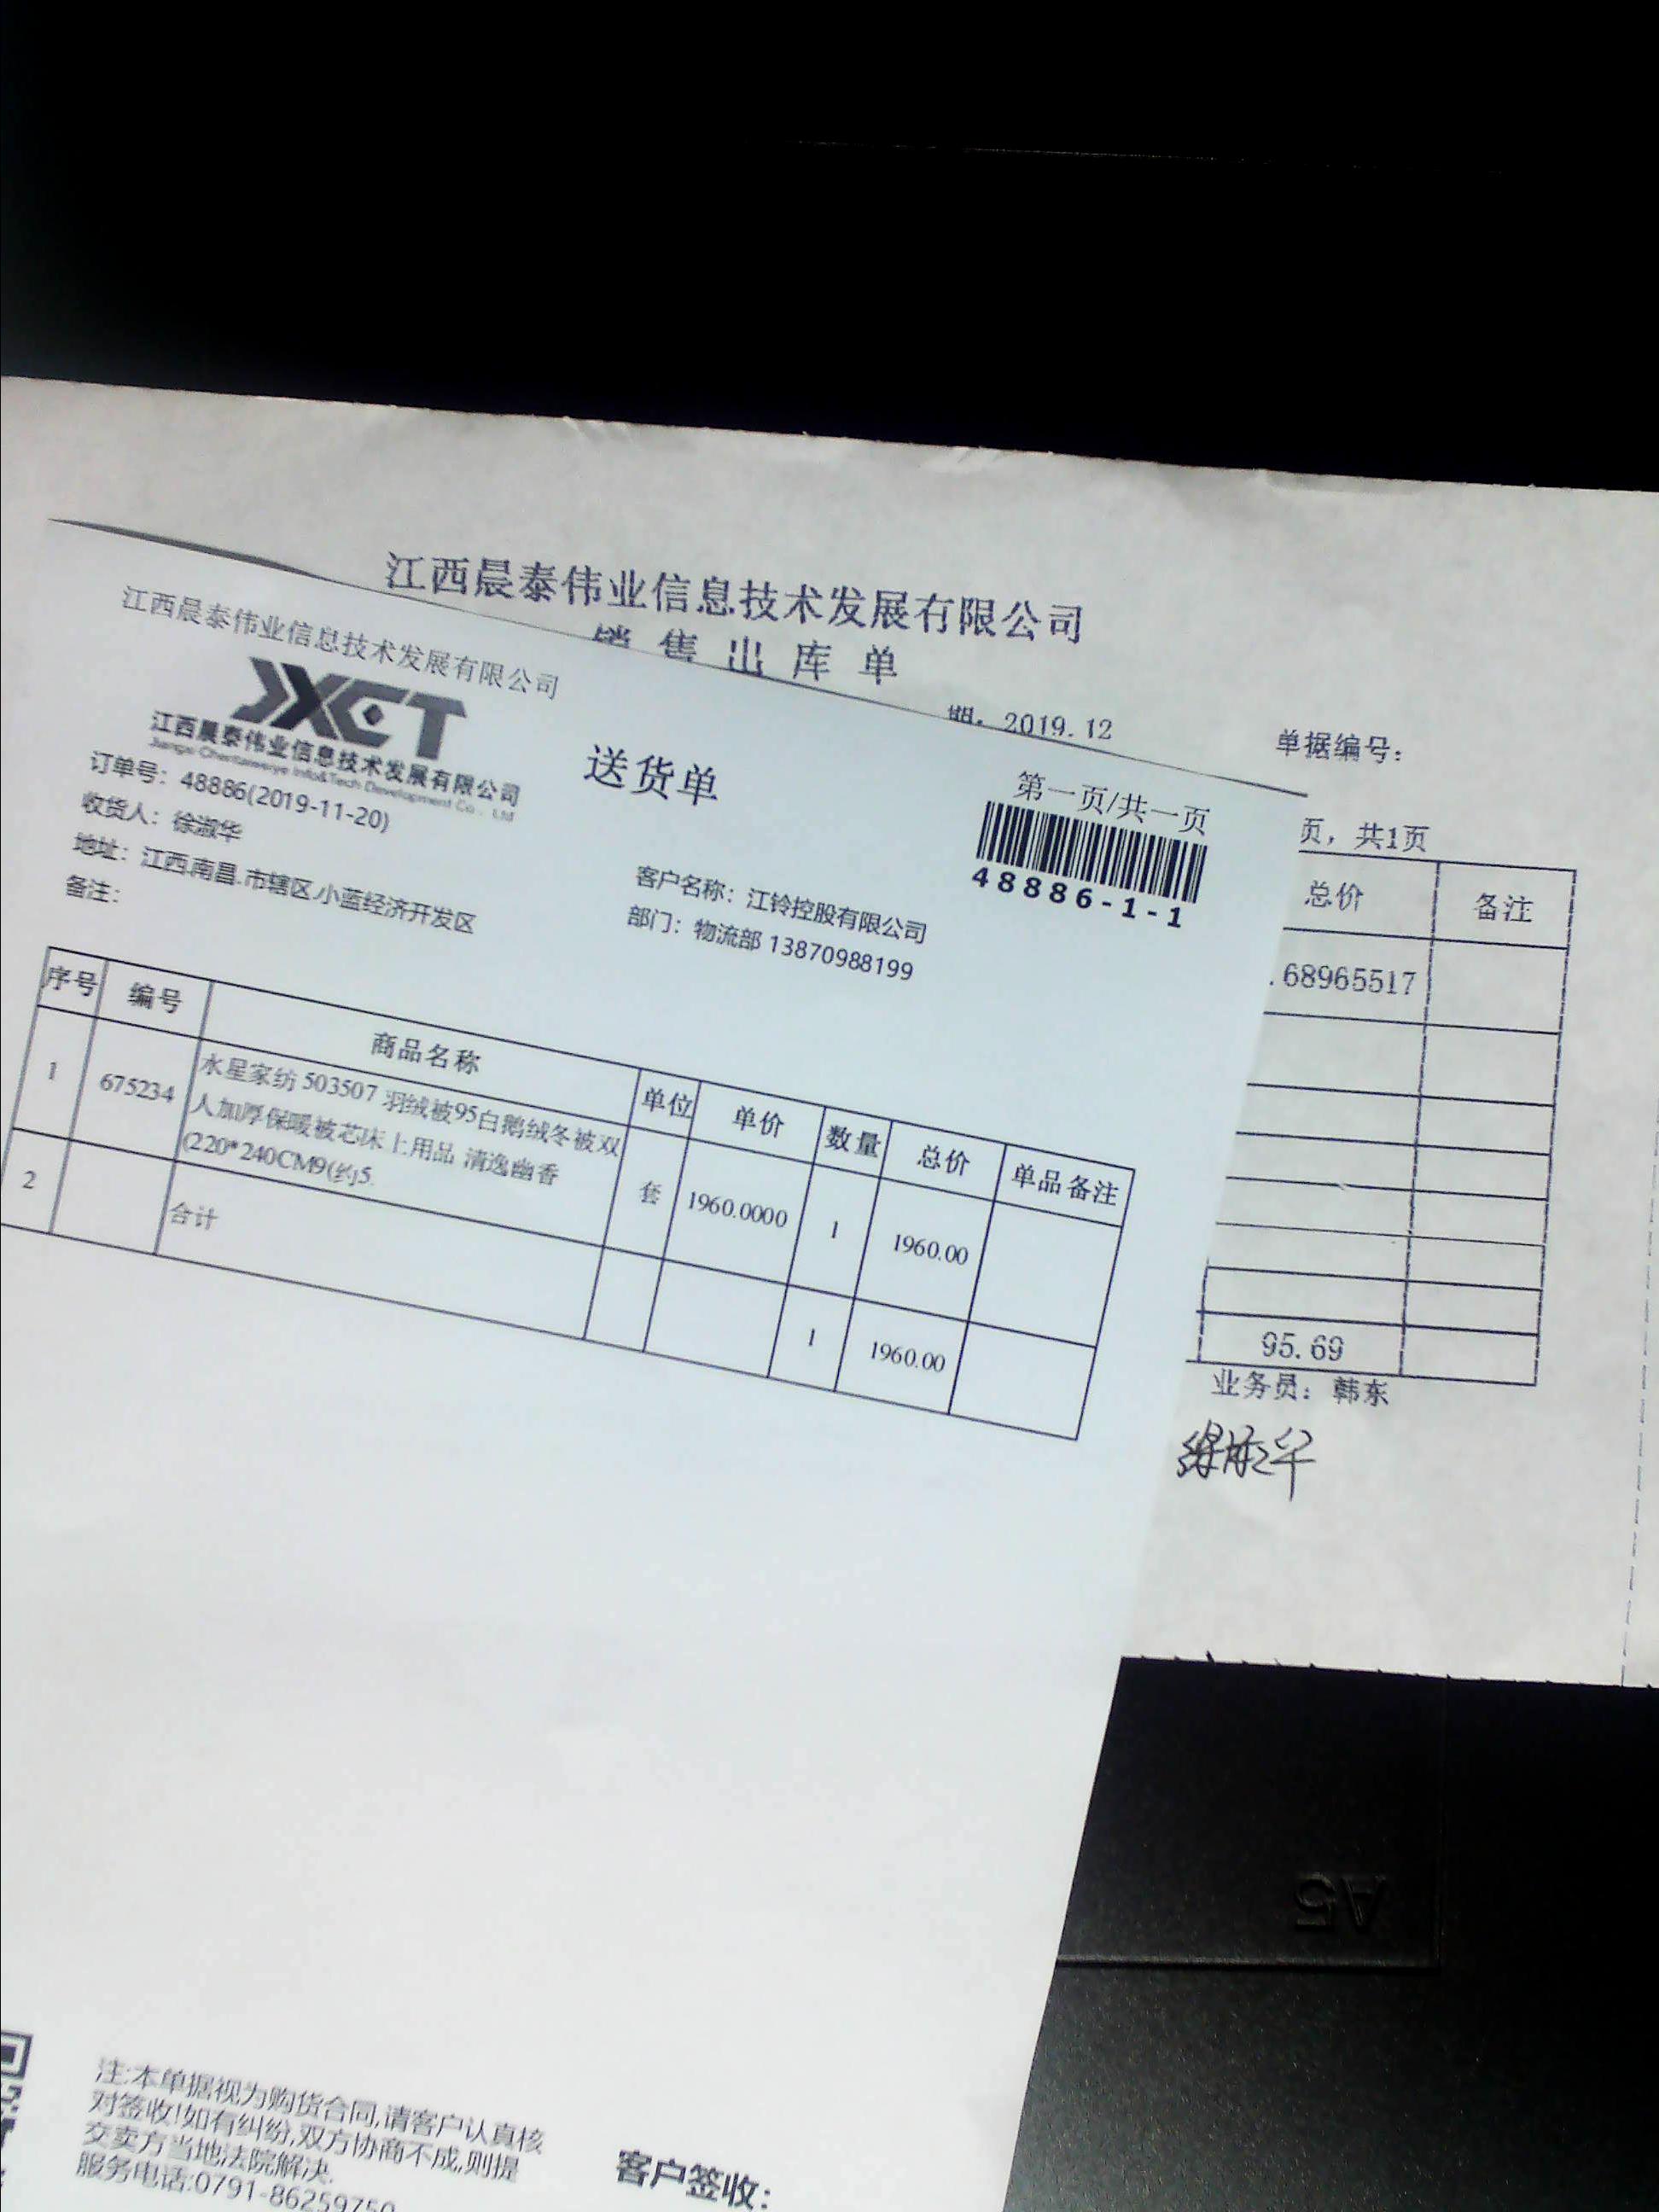 江西晨泰伟业信息技术发展有限公司
销售出库单
期: 2019.12
单据编号:
页, 共1页
总价 备注
.68965517
95.69
业务员: 韩东
江西晨泰伟业信息技术发展有限公司
JXCT
江西晨泰伟业信息技术发展有限公司
Jiangxi Chentaiweiye Info&Tech Development Co., Ltd
送货单
第一页/共一页
48886-1-1
订单号: 48886(2019-11-20)
收货人: 徐淑华
地址: 江西.南昌.市辖区.小蓝经济开发区
备注:
客户名称: 江铃控股有限公司
部门: 物流部 13870988199
序号 编号 商品名称 单位 单价 数量 总价 单品备注
1 675234 水星家纺 503507 羽绒被95白鹅绒冬被双
人加厚保暖被芯床上用品 清逸幽香
(220*240CM9(约5. 套 1960.0000 1 1960.00
2 合计 1 1960.00
注:本单据视为购货合同,请客户认真核
对签收!如有纠纷,双方协商不成,则提
交卖方当地法院解决.
服务电话:0791-86259750
客户签收:
A5